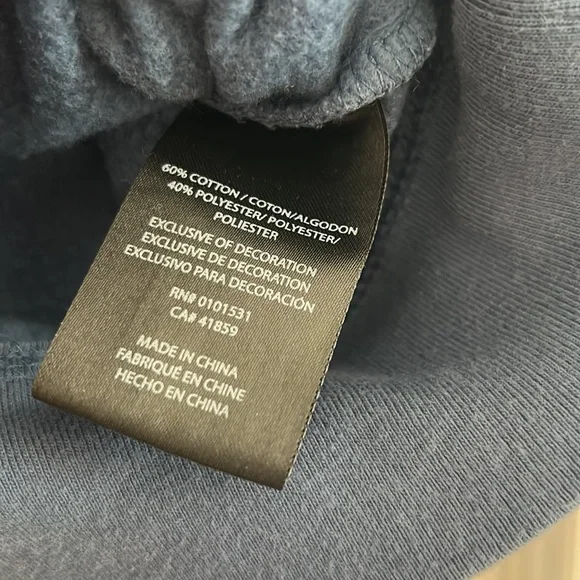 60% COTTON / COTON/ALGODON
40% POLYESTER/ POLYESTER/
POLIESTER
EXCLUSIVE OF DECORATION
EXCLUSIVE DE DECORATION
EXCLUSIVO PARA DECORACIÓN
RN# 0101531
CA# 41859
MADE IN CHINA
FABRIQUÉ EN CHINE
HECHO EN CHINA